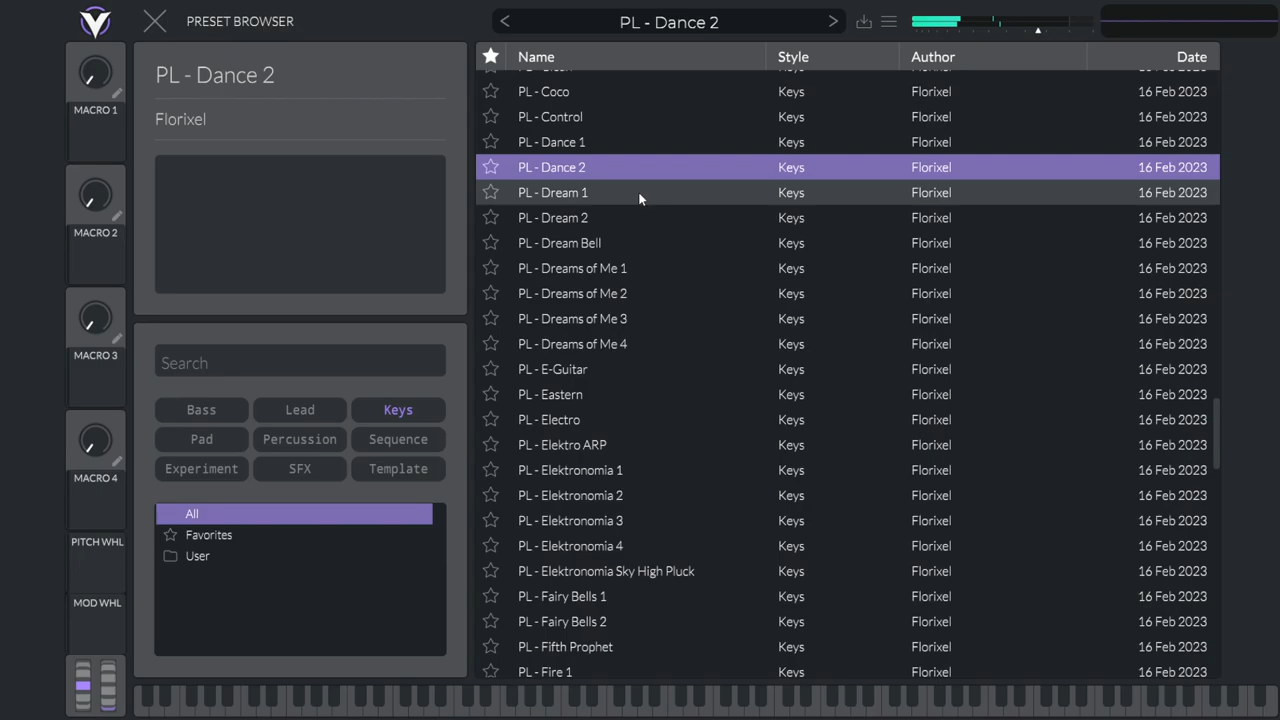 PRESET BROWSER
PL - Dance 2
MACRO 1
MACRO 2
MACRO 3
MACRO 4
PITCH WHL
MOD WHL
PL - Dance 2
Florixel
Search
Bass Lead Keys
Pad Percussion Sequence
Experiment SFX Template
All
Favorites
User
Name Style Author Date
PL - Coco Keys Florixel 16 Feb 2023
PL - Control Keys Florixel 16 Feb 2023
PL - Dance 1 Keys Florixel 16 Feb 2023
PL - Dance 2 Keys Florixel 16 Feb 2023
PL - Dream 1 Keys Florixel 16 Feb 2023
PL - Dream 2 Keys Florixel 16 Feb 2023
PL - Dream Bell Keys Florixel 16 Feb 2023
PL - Dreams of Me 1 Keys Florixel 16 Feb 2023
PL - Dreams of Me 2 Keys Florixel 16 Feb 2023
PL - Dreams of Me 3 Keys Florixel 16 Feb 2023
PL - Dreams of Me 4 Keys Florixel 16 Feb 2023
PL - E-Guitar Keys Florixel 16 Feb 2023
PL - Eastern Keys Florixel 16 Feb 2023
PL - Electro Keys Florixel 16 Feb 2023
PL - Elektro ARP Keys Florixel 16 Feb 2023
PL - Elektronomia 1 Keys Florixel 16 Feb 2023
PL - Elektronomia 2 Keys Florixel 16 Feb 2023
PL - Elektronomia 3 Keys Florixel 16 Feb 2023
PL - Elektronomia 4 Keys Florixel 16 Feb 2023
PL - Elektronomia Sky High Pluck Keys Florixel 16 Feb 2023
PL - Fairy Bells 1 Keys Florixel 16 Feb 2023
PL - Fairy Bells 2 Keys Florixel 16 Feb 2023
PL - Fifth Prophet Keys Florixel 16 Feb 2023
PL - Fire 1 Keys Florixel 16 Feb 2023